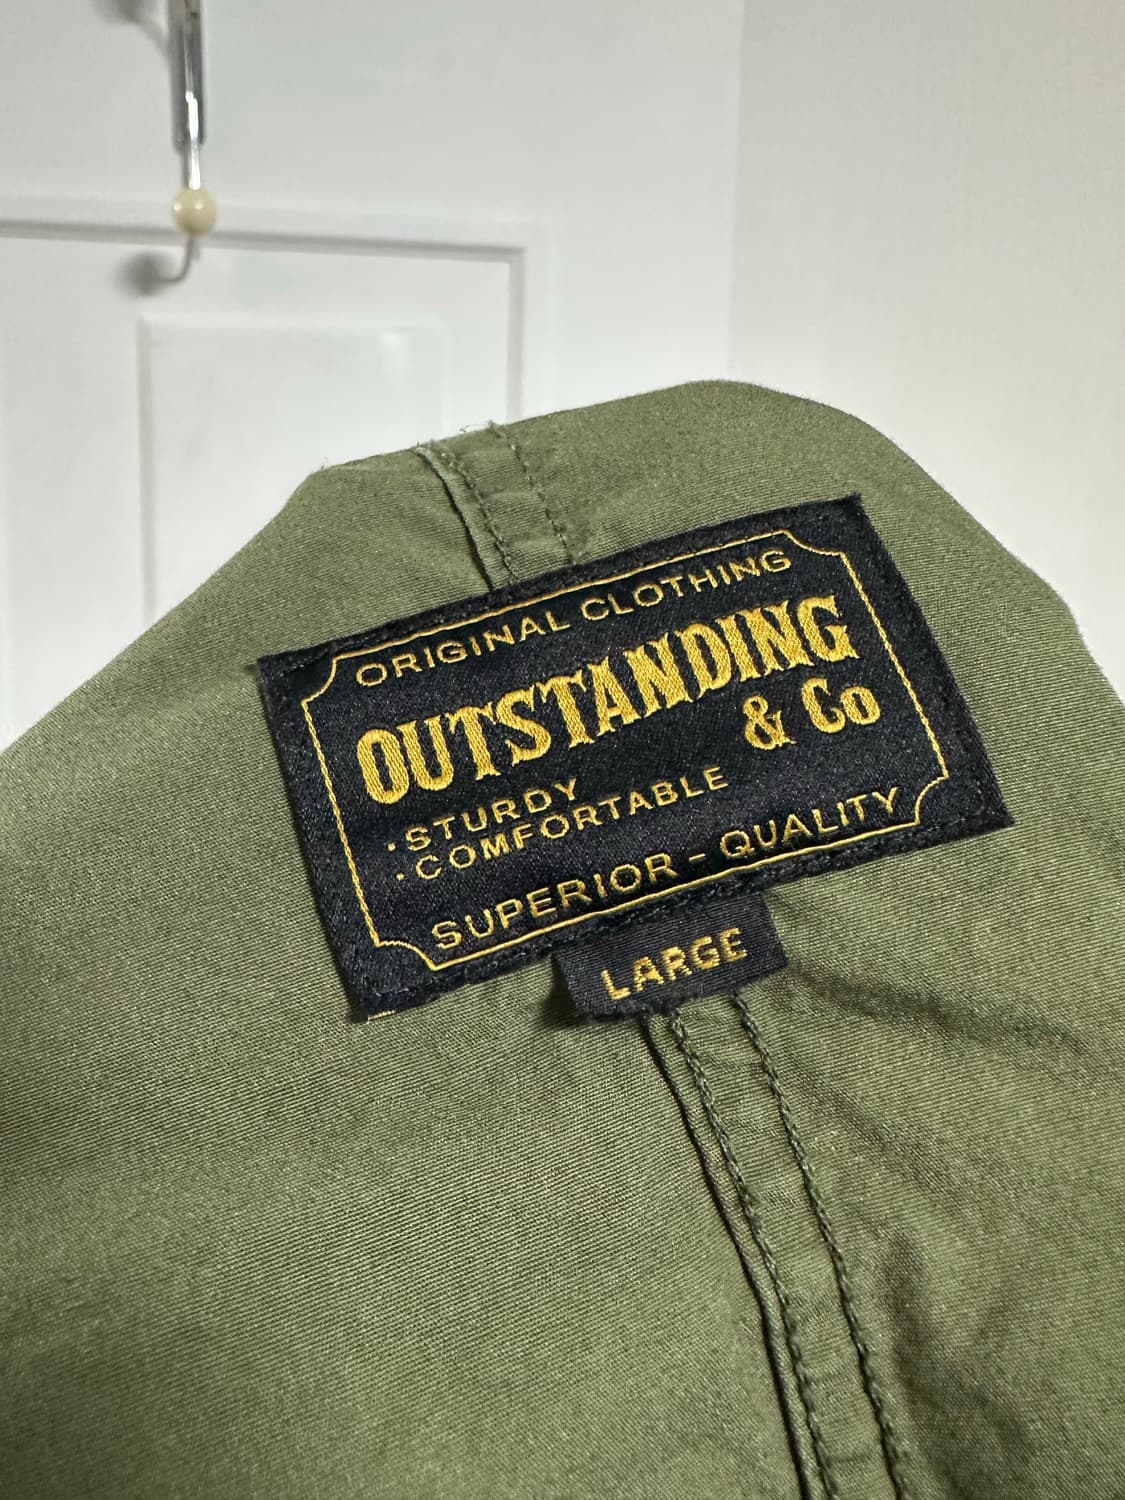 ORIGINAL CLOTHING
OUTSTANDING
& Co
·STURDY
·COMFORTABLE
SUPERIOR - QUALITY
LARGE